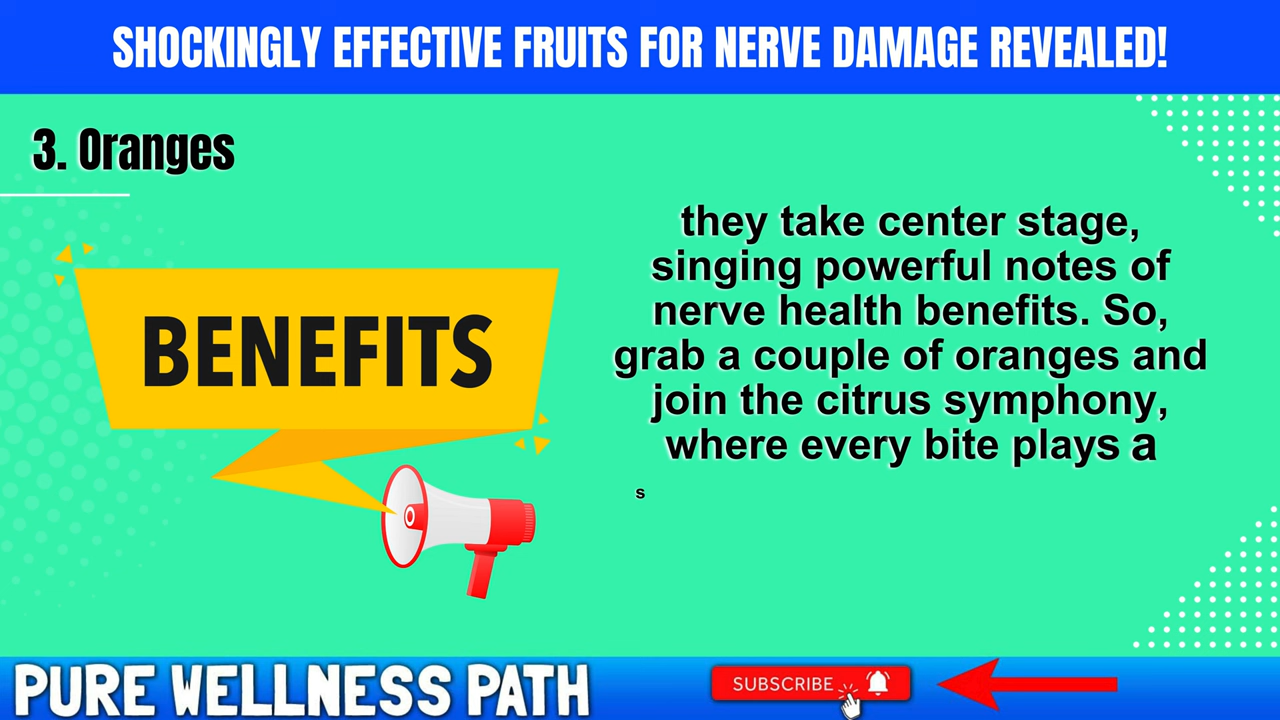 SHOCKINGLY EFFECTIVE FRUITS FOR NERVE DAMAGE REVEALED!
3. Oranges
BENEFITS
they take center stage,
singing powerful notes of
nerve health benefits. So,
grab a couple of oranges and
join the citrus symphony,
where every bite plays a
s
PURE WELLNESS PATH
SUBSCRIBE